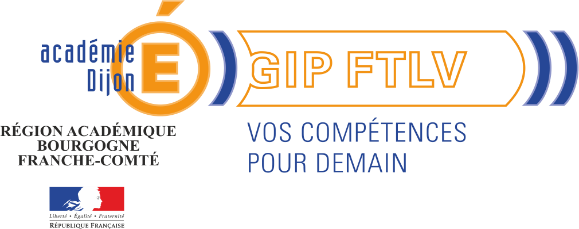 académie
Dijon
É
GIP FTLV
VOS COMPÉTENCES
POUR DEMAIN
RÉGION ACADÉMIQUE
BOURGOGNE
FRANCHE-COMTÉ
Liberté • Égalité • Fraternité
RÉPUBLIQUE FRANÇAISE